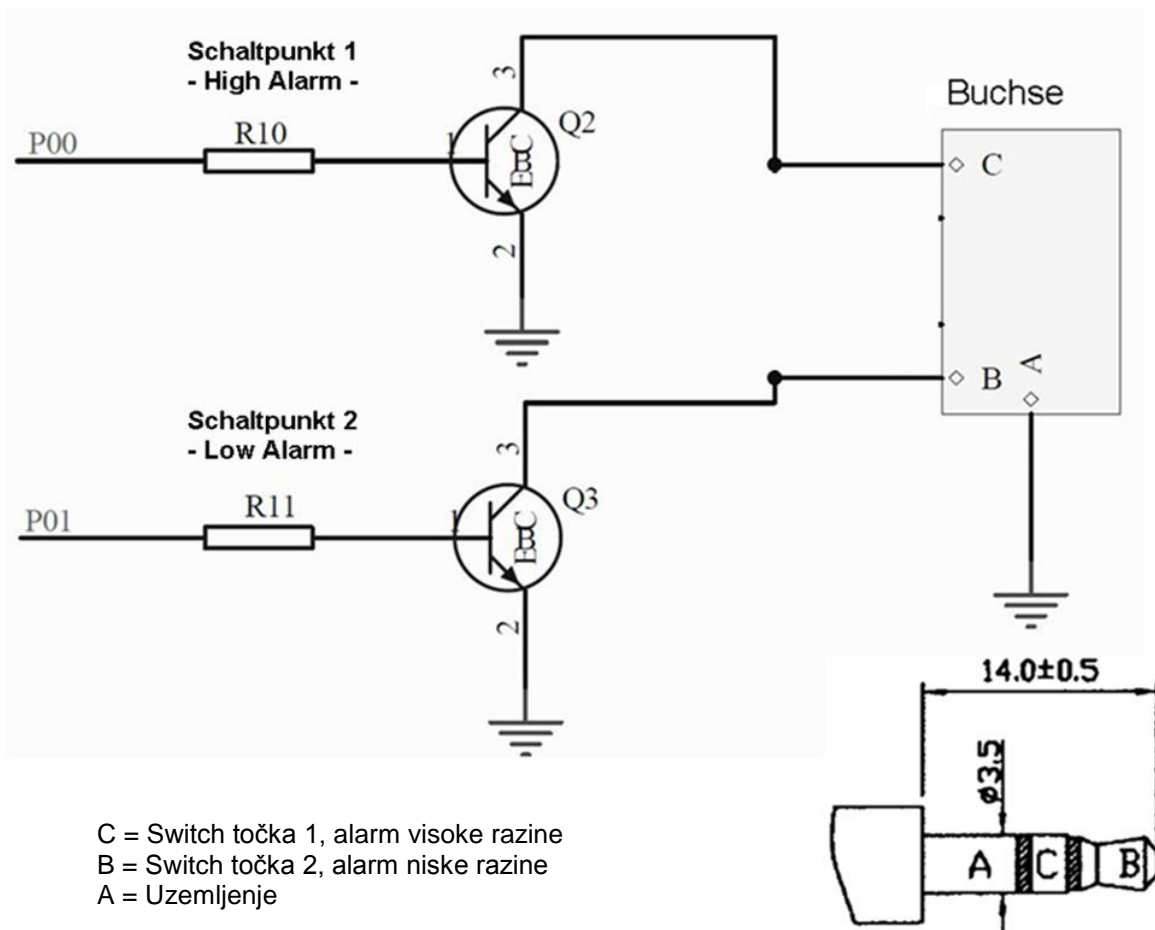 Schaltpunkt 1
- High Alarm -
P00
R10
1
3
C
B
E
2
Q2
Buchse
C
B
A
Schaltpunkt 2
- Low Alarm -
P01
R11
1
3
C
B
E
2
Q3
14.0±0.5
ø3.5
A
C
B
C = Switch točka 1, alarm visoke razine
B = Switch točka 2, alarm niske razine
A = Uzemljenje